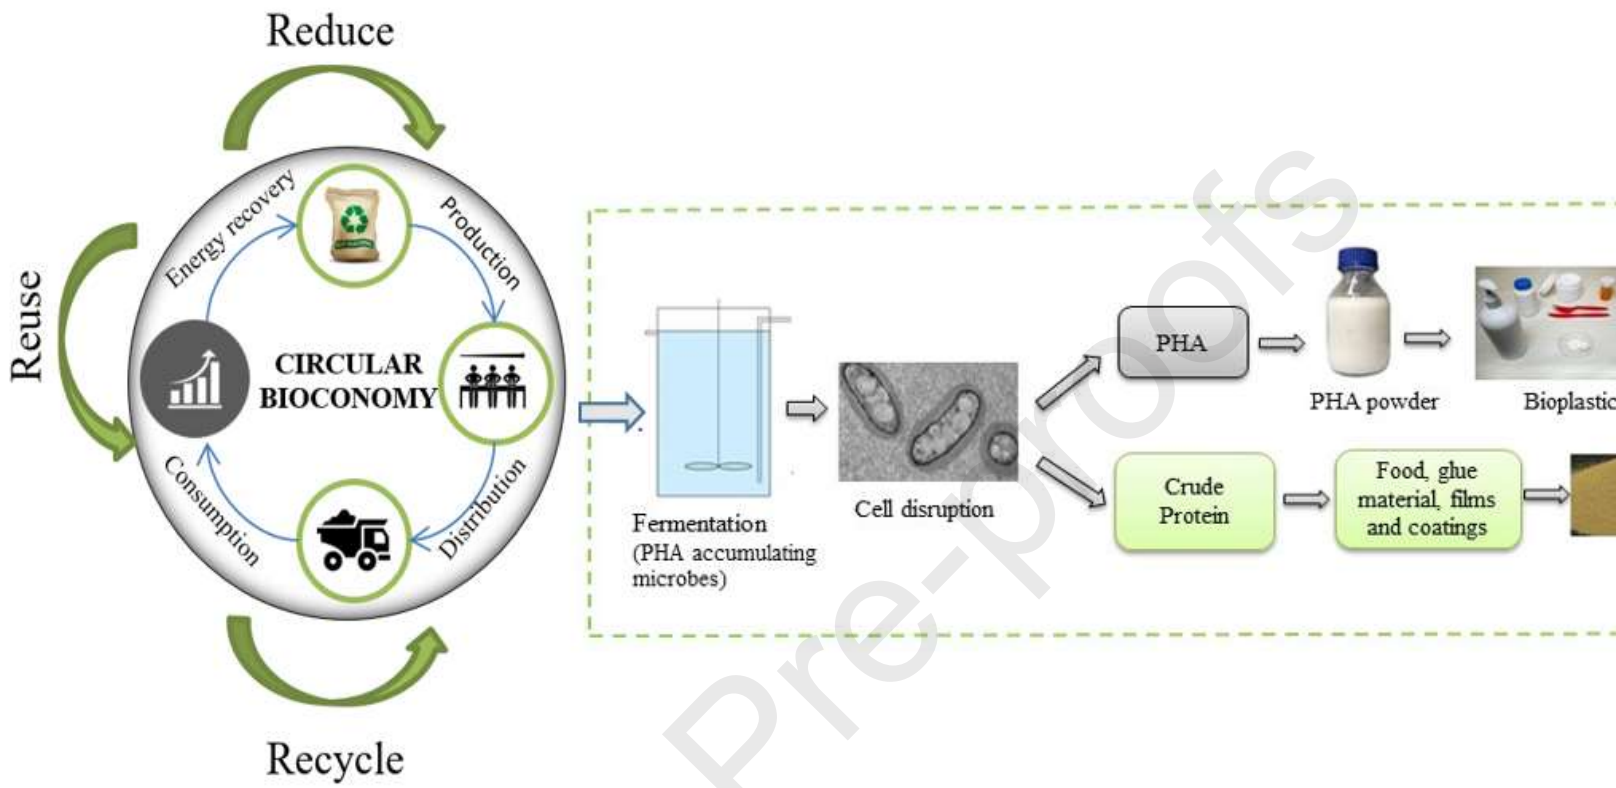 Reduce
Energy recovery
Production
Reuse
CIRCULAR
BIOCONOMY
Consumption
Distribution
Recycle
Fermentation
(PHA accumulating
microbes)
Cell disruption
PHA
PHA powder
Bioplastic
Crude
Protein
Food, glue
material, films
and coatings
Pre-proofs